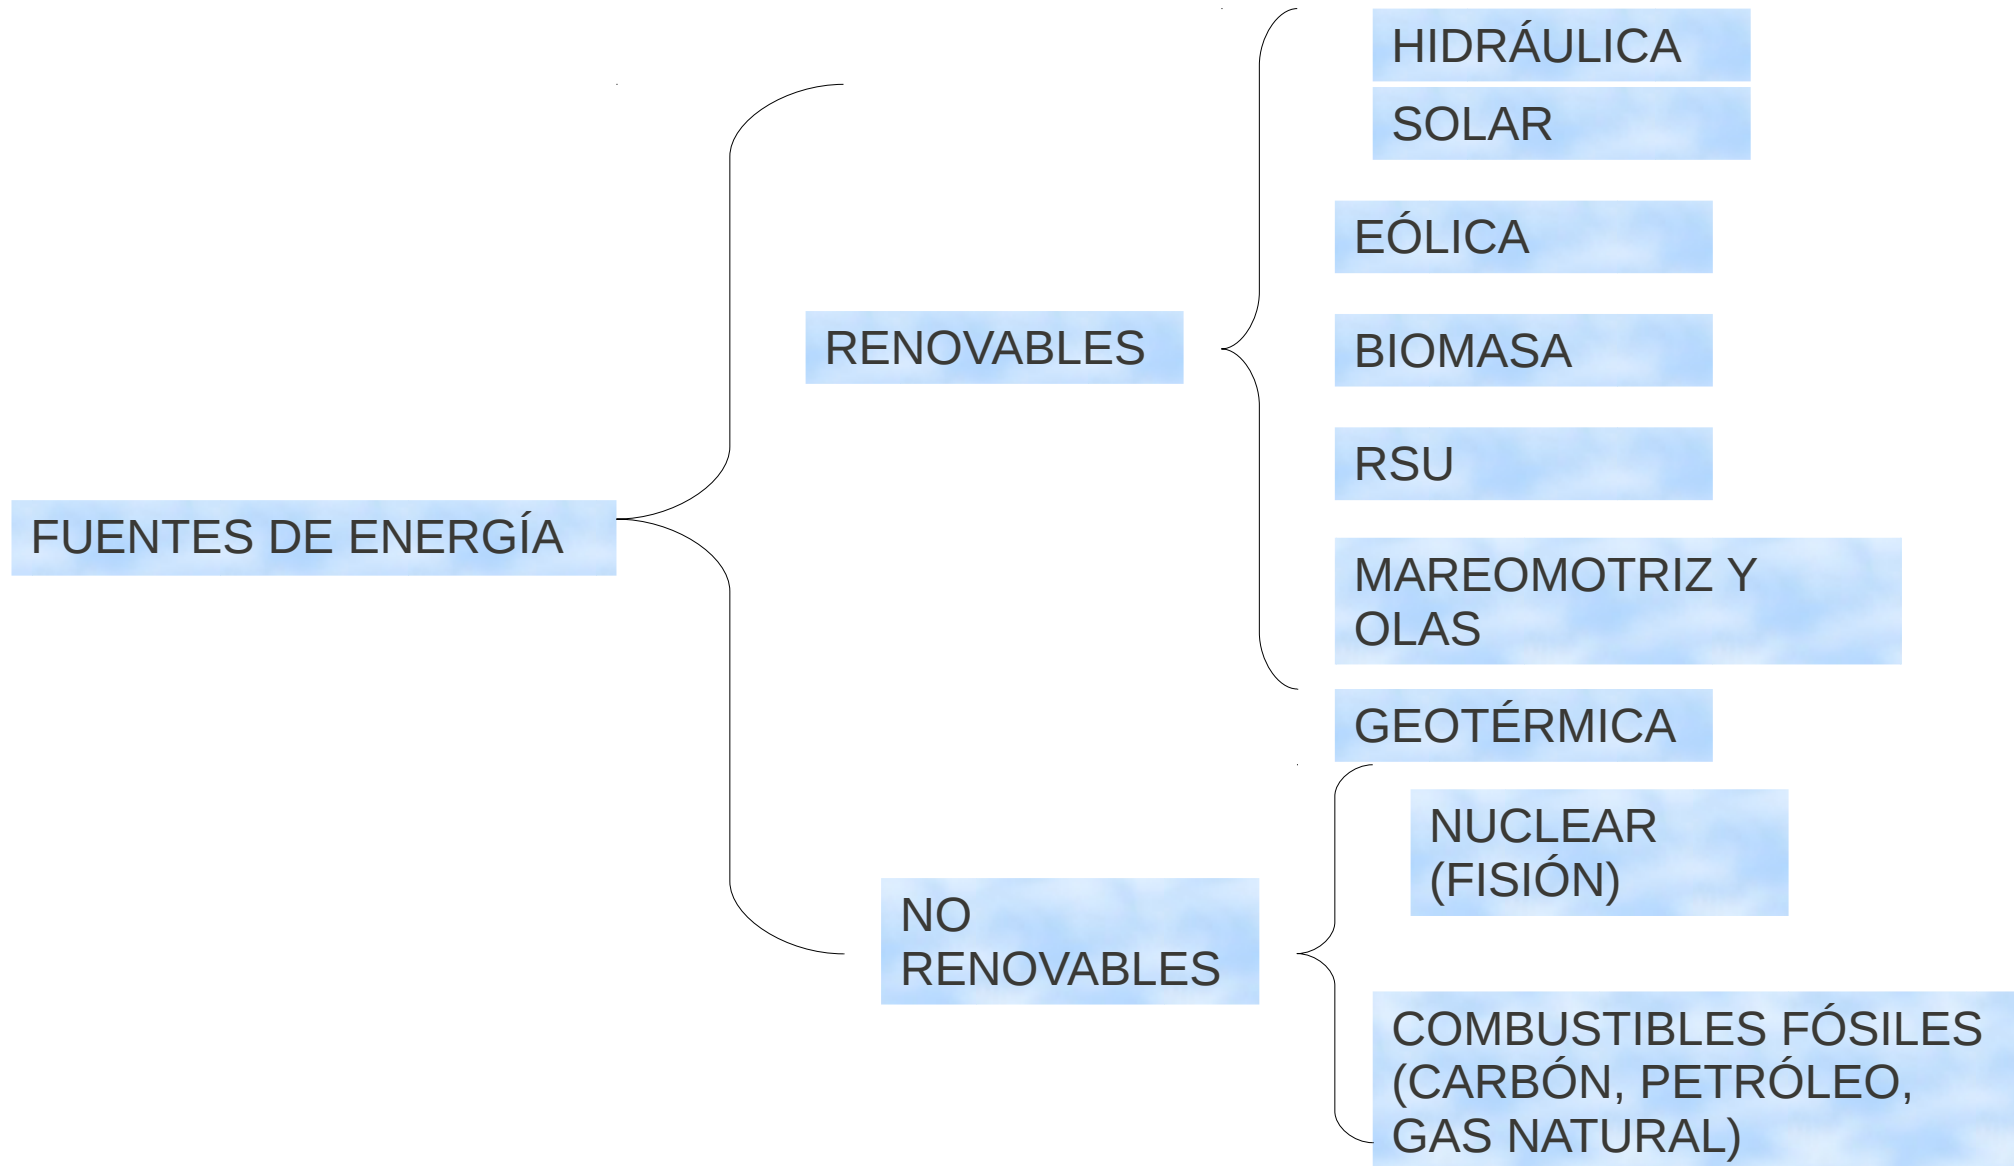 FUENTES DE ENERGÍA
RENOVABLES
HIDRÁULICA
SOLAR
EÓLICA
BIOMASA
RSU
MAREOMOTRIZ Y
OLAS
GEOTÉRMICA
NO
RENOVABLES
NUCLEAR
(FISIÓN)
COMBUSTIBLES FÓSILES
(CARBÓN, PETRÓLEO,
GAS NATURAL)